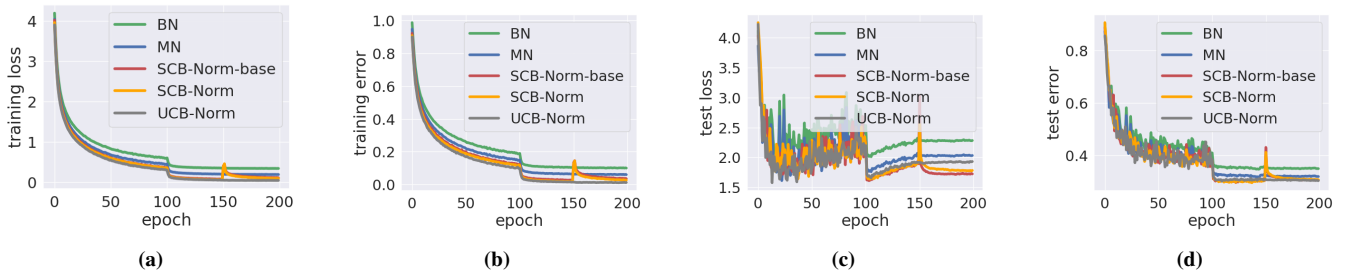 training loss
4
3
2
1
0
BN
MN
SCB-Norm-base
SCB-Norm
UCB-Norm
0
50
100
150
200
epoch
(a)
training error
1.0
0.8
0.6
0.4
0.2
0.0
BN
MN
SCB-Norm-base
SCB-Norm
UCB-Norm
0
50
100
150
200
epoch
(b)
test loss
4.0
3.5
3.0
2.5
2.0
1.5
BN
MN
SCB-Norm-base
SCB-Norm
UCB-Norm
0
50
100
150
200
epoch
(c)
test error
0.8
0.6
0.4
BN
MN
SCB-Norm-base
SCB-Norm
UCB-Norm
0
50
100
150
200
epoch
(d)